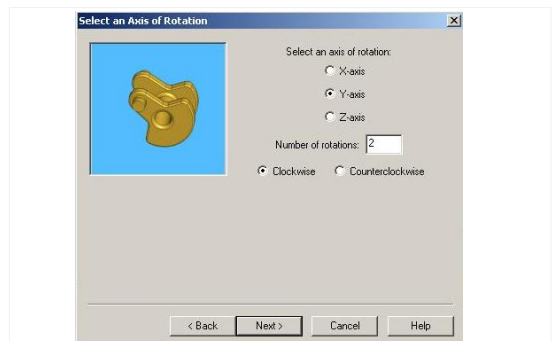 Select an Axis of Rotation
Select an axis of rotation:
X-axis
Y-axis
Z-axis
Number of rotations: 2
Clockwise Counterclockwise
< Back Next > Cancel Help